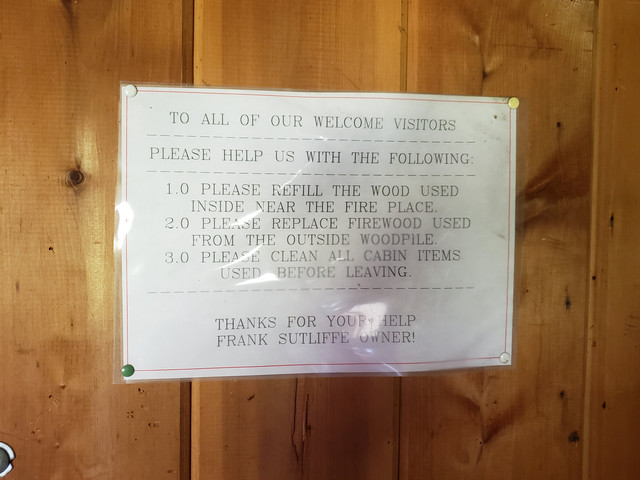 TO ALL OF OUR WELCOME VISITORS
PLEASE HELP US WITH THE FOLLOWING:
1.0 PLEASE REFILL THE WOOD USED
INSIDE NEAR THE FIRE PLACE.
2.0 PLEASE REPLACE FIREWOOD USED
FROM THE OUTSIDE WOODPILE.
3.0 PLEASE CLEAN ALL CABIN ITEMS
USED BEFORE LEAVING.
THANKS FOR YOUR HELP
FRANK SUTLIFFE OWNER!